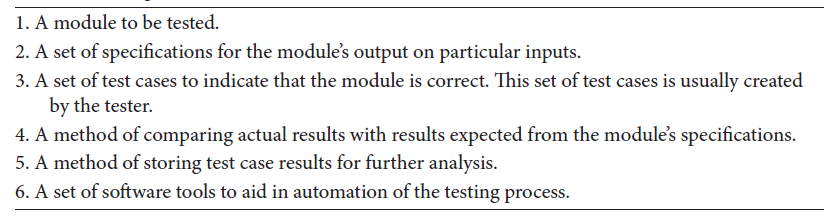 1. A module to be tested.
2. A set of specifications for the module's output on particular inputs.
3. A set of test cases to indicate that the module is correct. This set of test cases is usually created
by the tester.
4. A method of comparing actual results with results expected from the module's specifications.
5. A method of storing test case results for further analysis.
6. A set of software tools to aid in automation of the testing process.